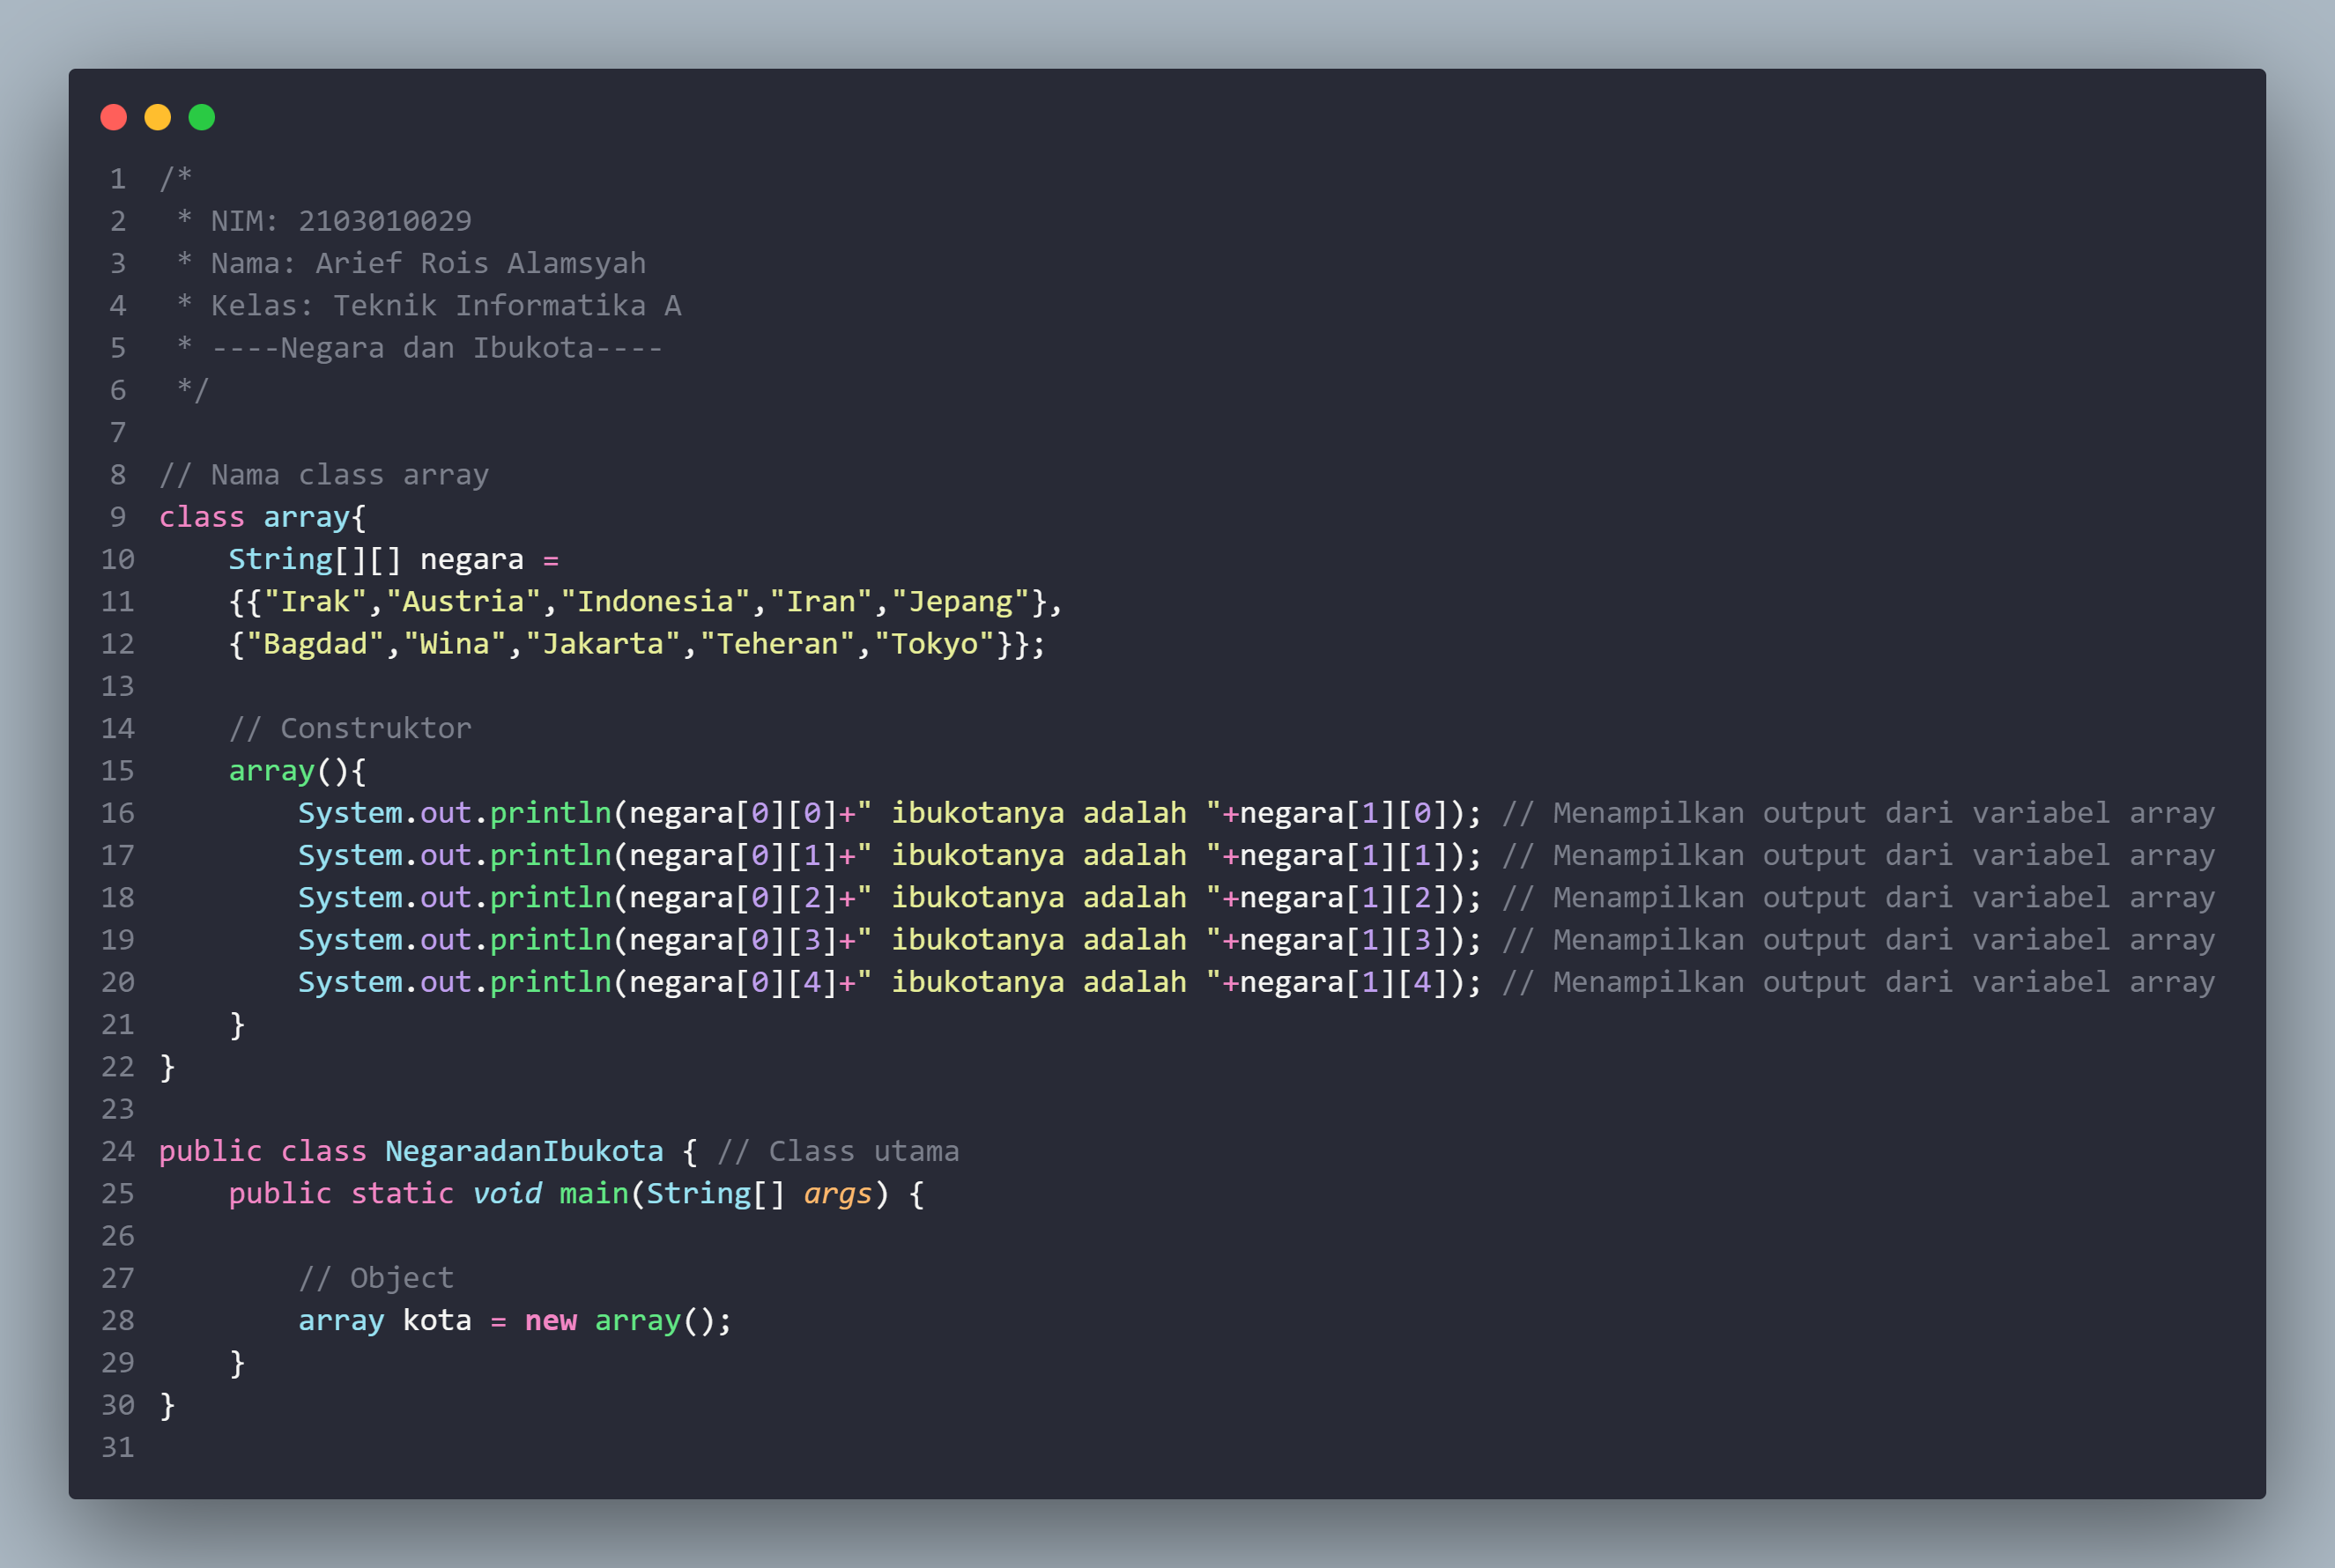 1 /*
2  * NIM: 2103010029
3  * Nama: Arief Rois Alamsyah
4  * Kelas: Teknik Informatika A
5  * ----Negara dan Ibukota----
6  */
7
8 // Nama class array
9 class array{
10     String[][] negara =
11     {{"Irak","Austria","Indonesia","Iran","Jepang"},
12     {"Bagdad","Wina","Jakarta","Teheran","Tokyo"}};
13
14     // Construktor
15     array(){
16         System.out.println(negara[0][0]+" ibukotanya adalah "+negara[1][0]); // Menampilkan output dari variabel array
17         System.out.println(negara[0][1]+" ibukotanya adalah "+negara[1][1]); // Menampilkan output dari variabel array
18         System.out.println(negara[0][2]+" ibukotanya adalah "+negara[1][2]); // Menampilkan output dari variabel array
19         System.out.println(negara[0][3]+" ibukotanya adalah "+negara[1][3]); // Menampilkan output dari variabel array
20         System.out.println(negara[0][4]+" ibukotanya adalah "+negara[1][4]); // Menampilkan output dari variabel array
21     }
22 }
23
24 public class NegaradanIbukota { // Class utama
25     public static void main(String[] args) {
26
27         // Object
28         array kota = new array();
29     }
30 }
31